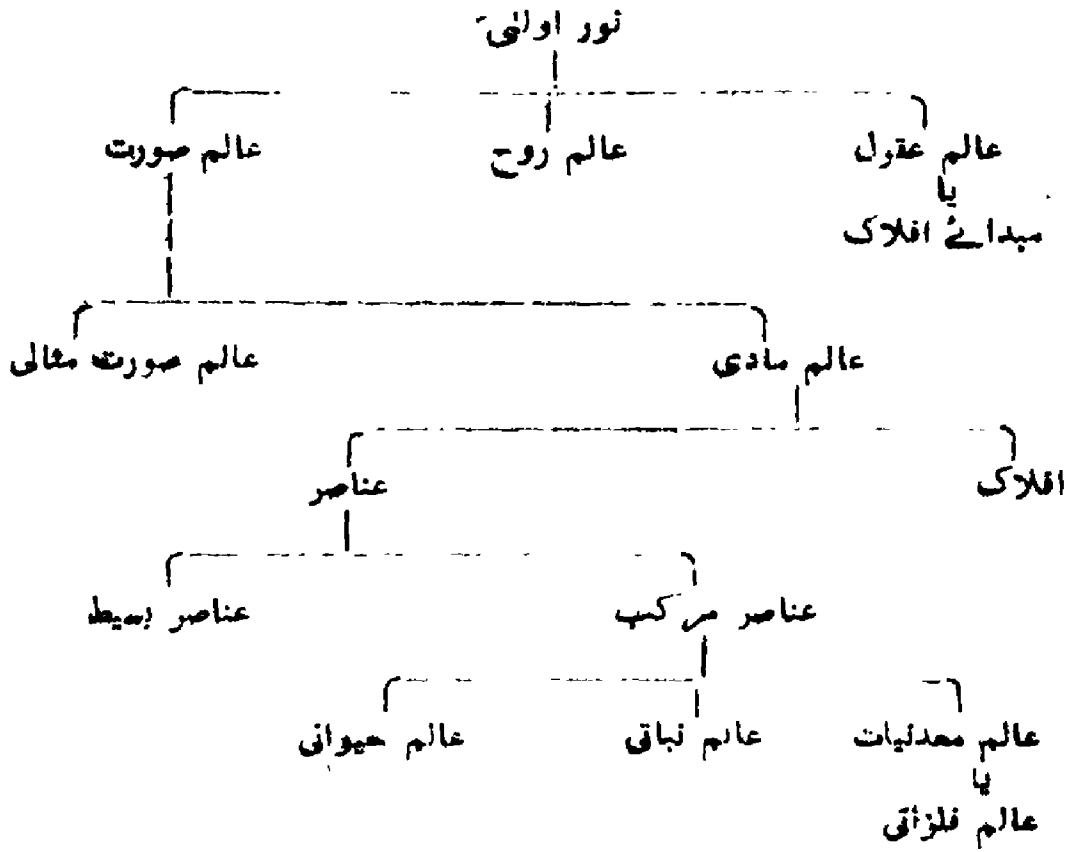 نور اولیٰ
عالم عقول عالم روح عالم صورت
یا
مبدائے افلاک
عالم مادی عالم صورت مثالی
افلاک عناصر
عناصر مرکب عناصر بسیط
عالم معدنیات عالم نباتی عالم حیوانی
یا
عالم فلزاتی